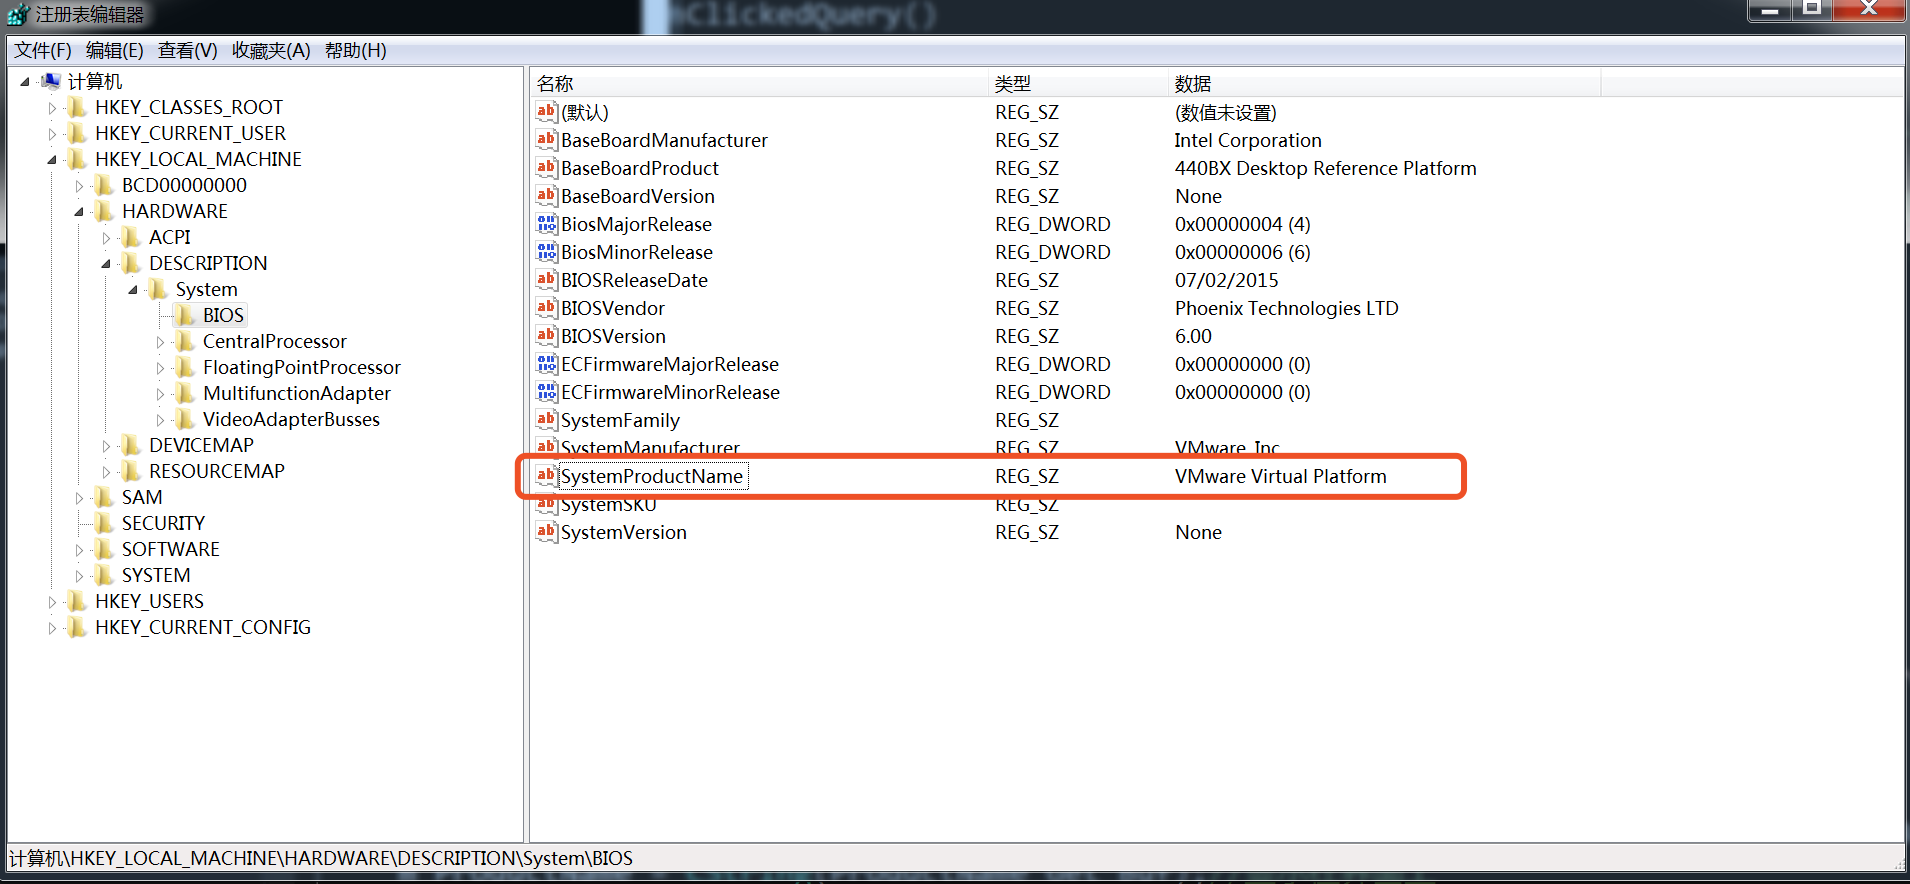 注册表编辑器
nClickedQuery()
文件(F) 编辑(E) 查看(V) 收藏夹(A) 帮助(H)
计算机
HKEY_CLASSES_ROOT
HKEY_CURRENT_USER
HKEY_LOCAL_MACHINE
BCD00000000
HARDWARE
ACPI
DESCRIPTION
System
BIOS
CentralProcessor
FloatingPointProcessor
MultifunctionAdapter
VideoAdapterBusses
DEVICEMAP
RESOURCEMAP
SAM
SECURITY
SOFTWARE
SYSTEM
HKEY_USERS
HKEY_CURRENT_CONFIG
名称 类型 数据
(默认) REG_SZ (数值未设置)
BaseBoardManufacturer REG_SZ Intel Corporation
BaseBoardProduct REG_SZ 440BX Desktop Reference Platform
BaseBoardVersion REG_SZ None
BiosMajorRelease REG_DWORD 0x00000004 (4)
BiosMinorRelease REG_DWORD 0x00000006 (6)
BIOSReleaseDate REG_SZ 07/02/2015
BIOSVendor REG_SZ Phoenix Technologies LTD
BIOSVersion REG_SZ 6.00
ECFirmwareMajorRelease REG_DWORD 0x00000000 (0)
ECFirmwareMinorRelease REG_DWORD 0x00000000 (0)
SystemFamily REG_SZ
SystemManufacturer REG_SZ VMware, Inc.
SystemProductName REG_SZ VMware Virtual Platform
SystemSKU REG_SZ
SystemVersion REG_SZ None
计算机\HKEY_LOCAL_MACHINE\HARDWARE\DESCRIPTION\System\BIOS